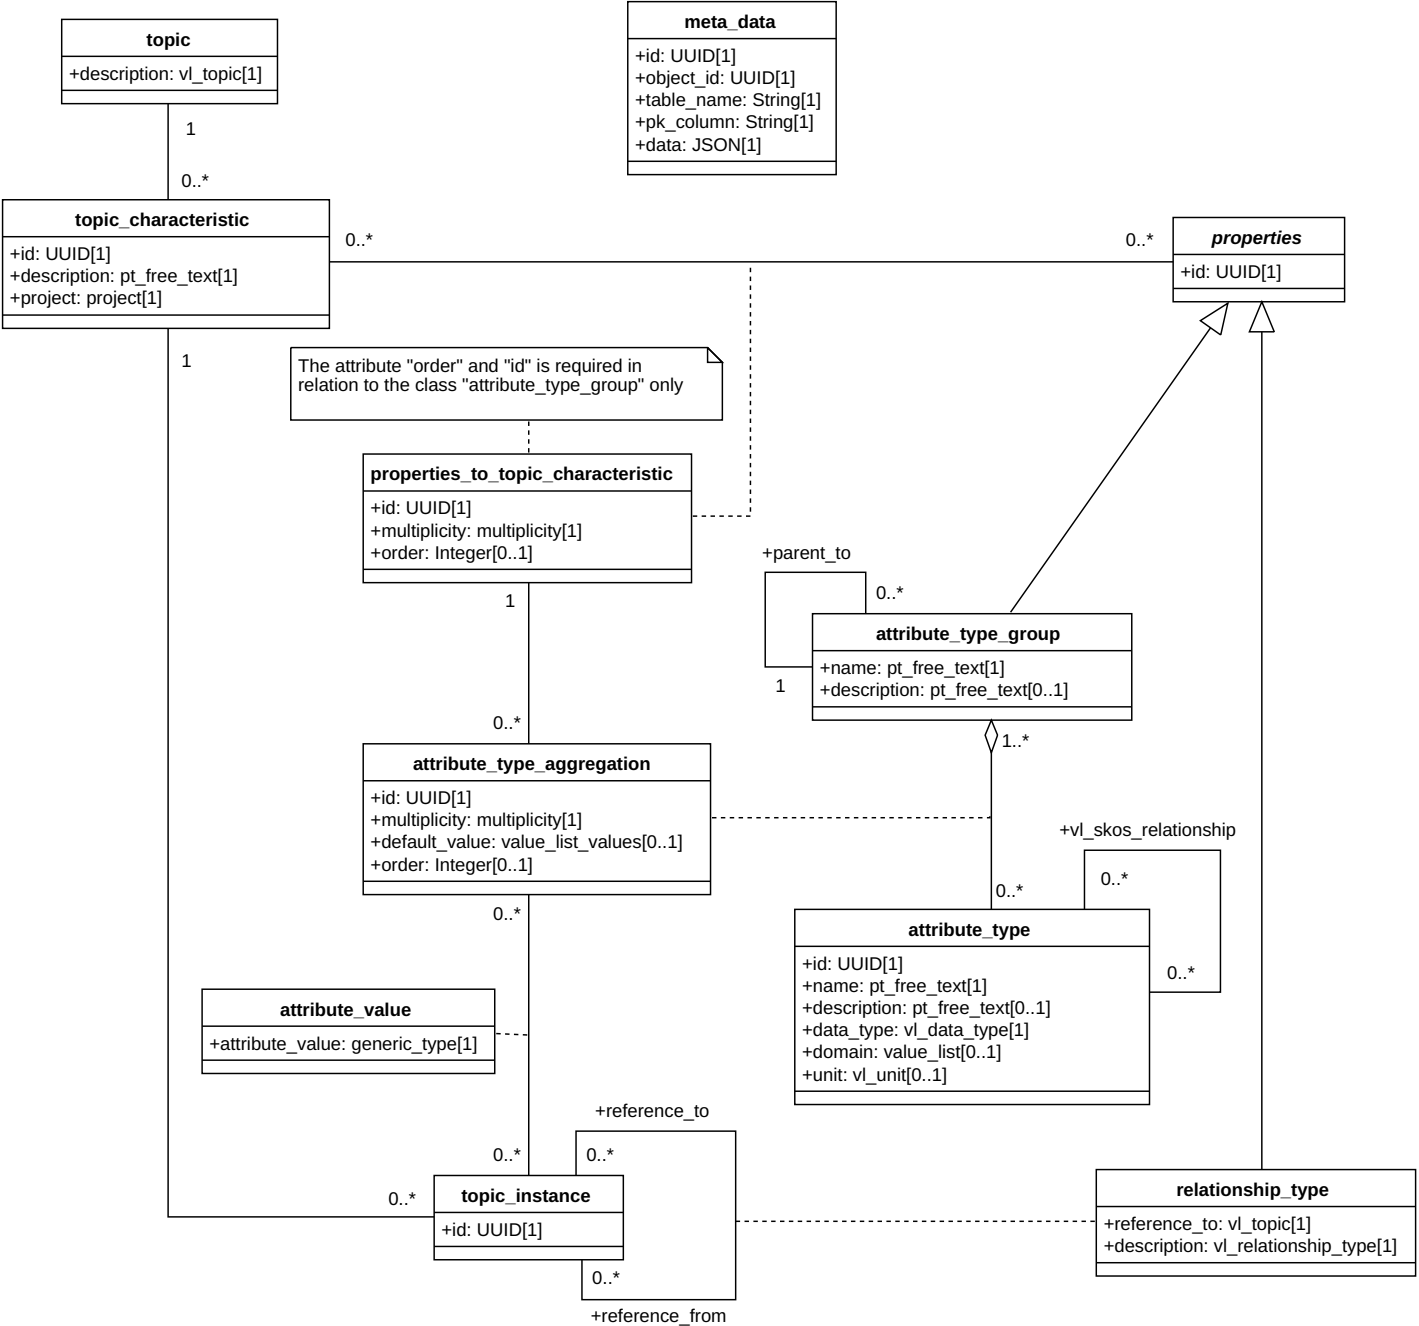 topic
+description: vl_topic[1]
meta_data
+id: UUID[1]
+object_id: UUID[1]
+table_name: String[1]
+pk_column: String[1]
+data: JSON[1]
1
0..*
topic_characteristic
+id: UUID[1]
+description: pt_free_text[1]
+project: project[1]
0..*
0..*
properties
+id: UUID[1]
1
The attribute "order" and "id" is required in
relation to the class "attribute_type_group" only
properties_to_topic_characteristic
+id: UUID[1]
+multiplicity: multiplicity[1]
+order: Integer[0..1]
+parent_to
0..*
1
attribute_type_group
+name: pt_free_text[1]
+description: pt_free_text[0..1]
1
0..*
1..*
attribute_type_aggregation
+id: UUID[1]
+multiplicity: multiplicity[1]
+default_value: value_list_values[0..1]
+order: Integer[0..1]
+vl_skos_relationship
0..*
0..*
0..*
0..*
attribute_type
+id: UUID[1]
+name: pt_free_text[1]
+description: pt_free_text[0..1]
+data_type: vl_data_type[1]
+domain: value_list[0..1]
+unit: vl_unit[0..1]
attribute_value
+attribute_value: generic_type[1]
+reference_to
0..*
0..*
0..*
topic_instance
+id: UUID[1]
0..*
+reference_from
relationship_type
+reference_to: vl_topic[1]
+description: vl_relationship_type[1]